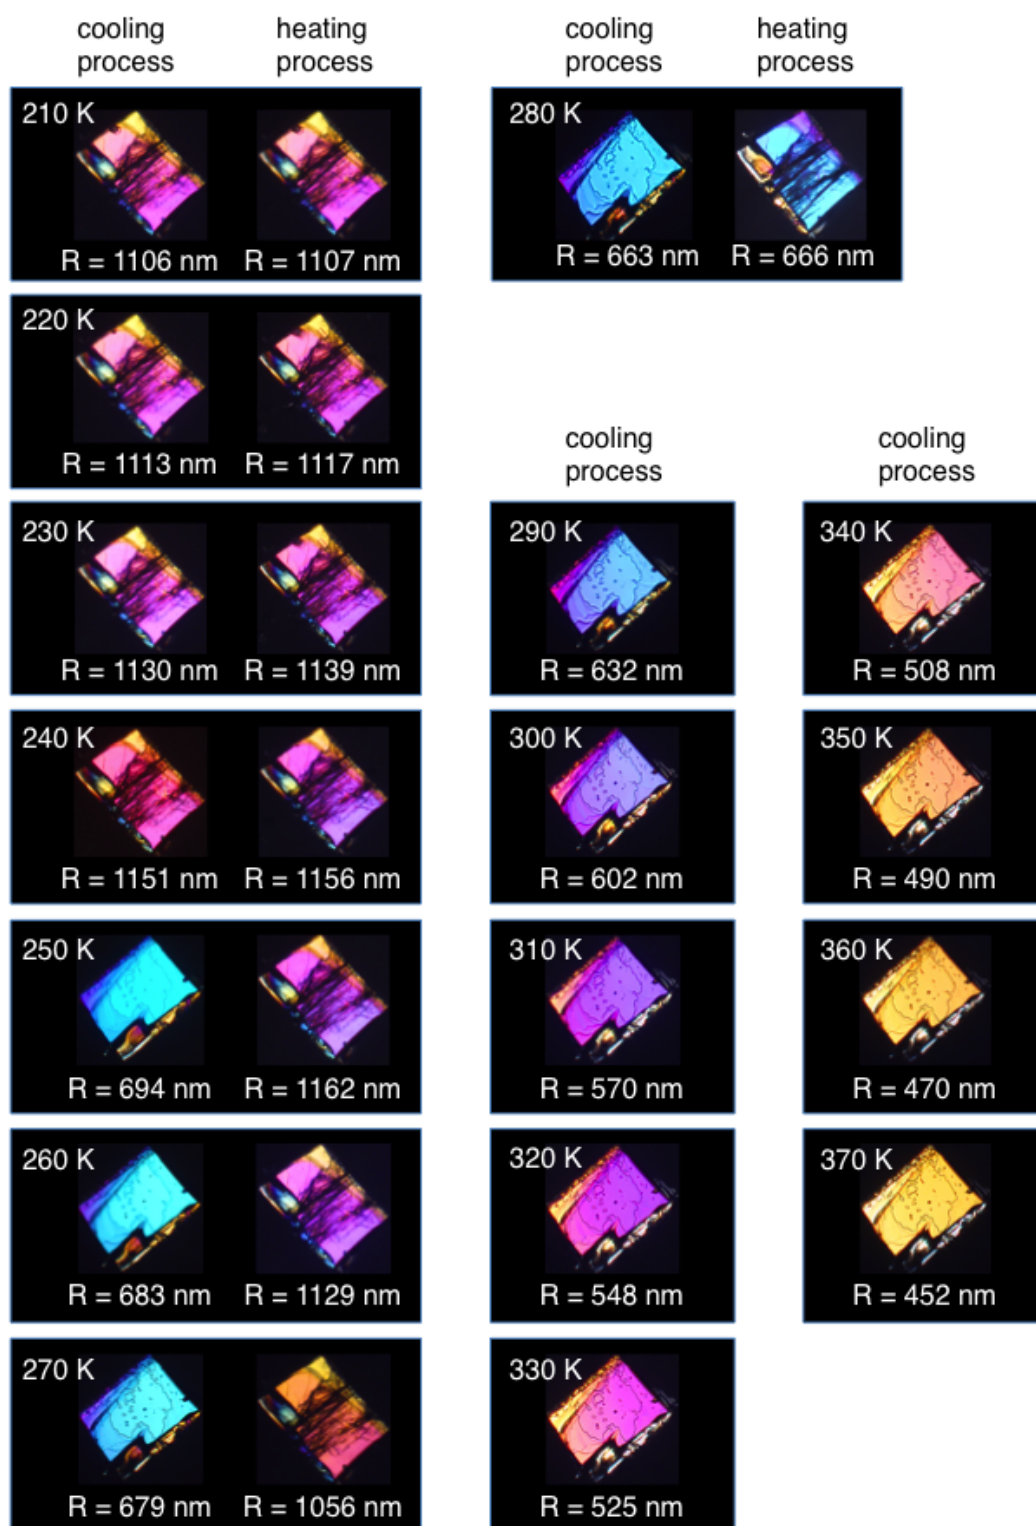 cooling process
heating process
210 K
R = 1106 nm
R = 1107 nm
220 K
R = 1113 nm
R = 1117 nm
230 K
R = 1130 nm
R = 1139 nm
240 K
R = 1151 nm
R = 1156 nm
250 K
R = 694 nm
R = 1162 nm
260 K
R = 683 nm
R = 1129 nm
270 K
R = 679 nm
R = 1056 nm
cooling process
heating process
280 K
R = 663 nm
R = 666 nm
cooling process
290 K
R = 632 nm
300 K
R = 602 nm
310 K
R = 570 nm
320 K
R = 548 nm
330 K
R = 525 nm
cooling process
340 K
R = 508 nm
350 K
R = 490 nm
360 K
R = 470 nm
370 K
R = 452 nm